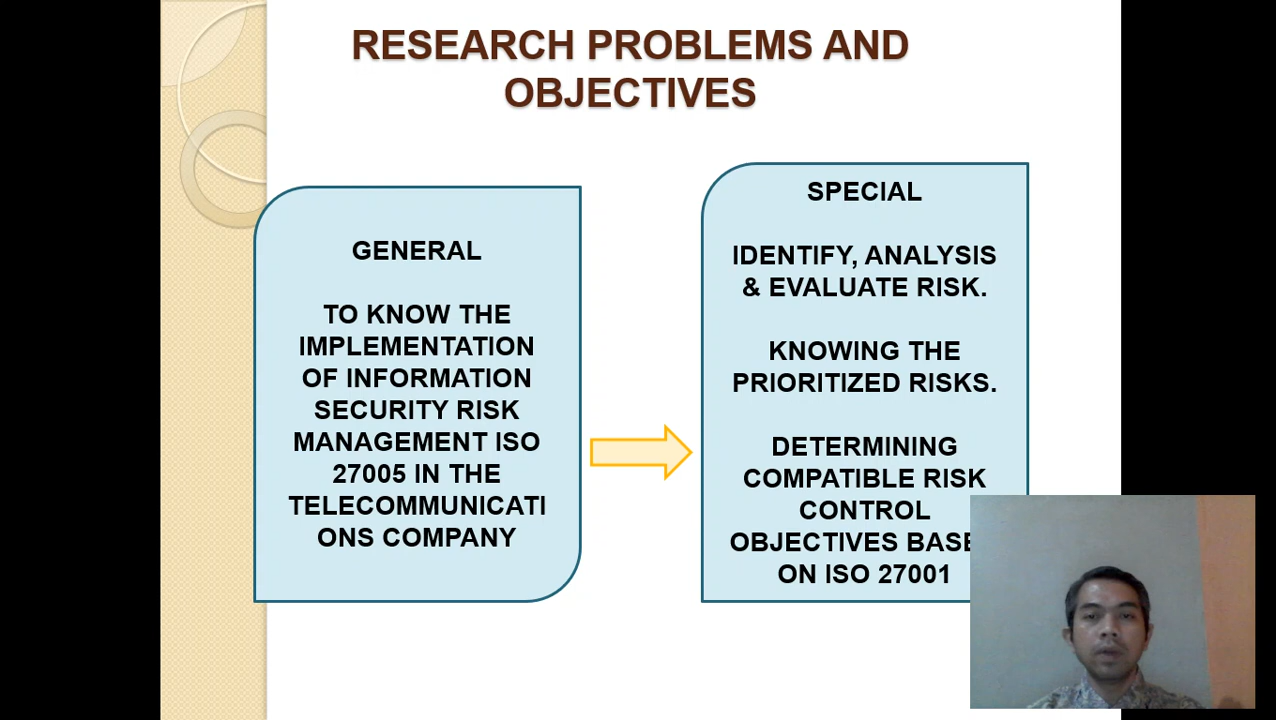 RESEARCH PROBLEMS AND
OBJECTIVES
GENERAL
TO KNOW THE
IMPLEMENTATION
OF INFORMATION
SECURITY RISK
MANAGEMENT ISO
27005 IN THE
TELECOMMUNICATI
ONS COMPANY
SPECIAL
IDENTIFY, ANALYSIS
& EVALUATE RISK.
KNOWING THE
PRIORITIZED RISKS.
DETERMINING
COMPATIBLE RISK
CONTROL
OBJECTIVES BASE
ON ISO 27001